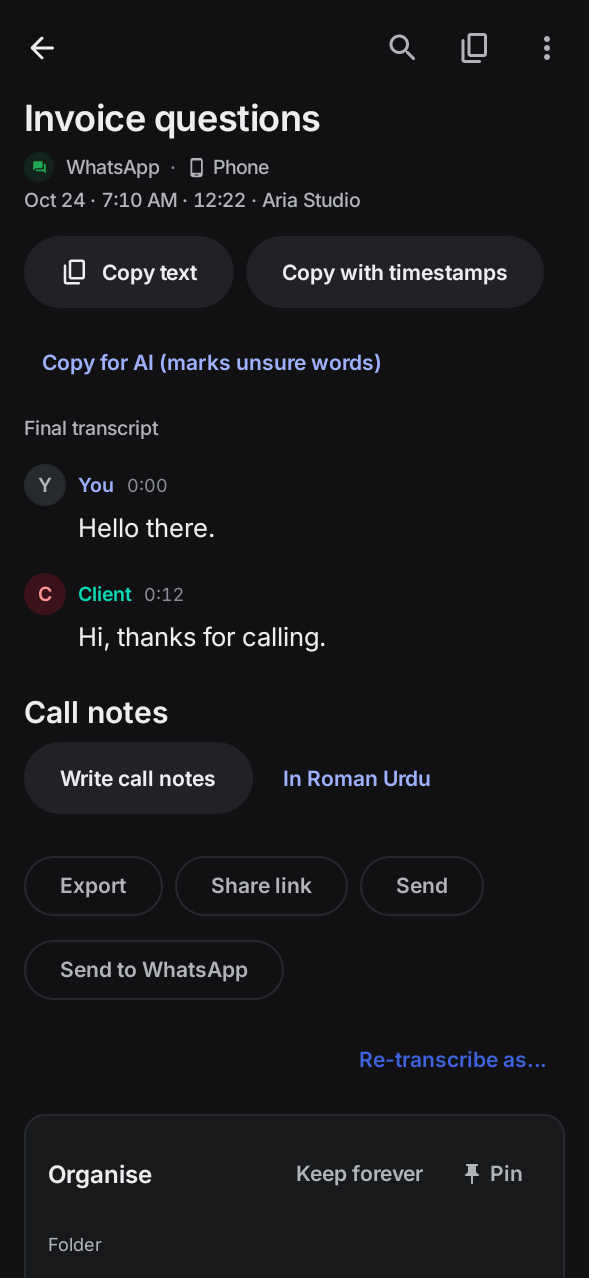 Invoice questions
WhatsApp · Phone
Oct 24 · 7:10 AM · 12:22 · Aria Studio
Copy text
Copy with timestamps
Copy for AI (marks unsure words)
Final transcript
Y You 0:00
Hello there.
C Client 0:12
Hi, thanks for calling.
Call notes
Write call notes
In Roman Urdu
Export
Share link
Send
Send to WhatsApp
Re-transcribe as...
Organise
Keep forever
Pin
Folder